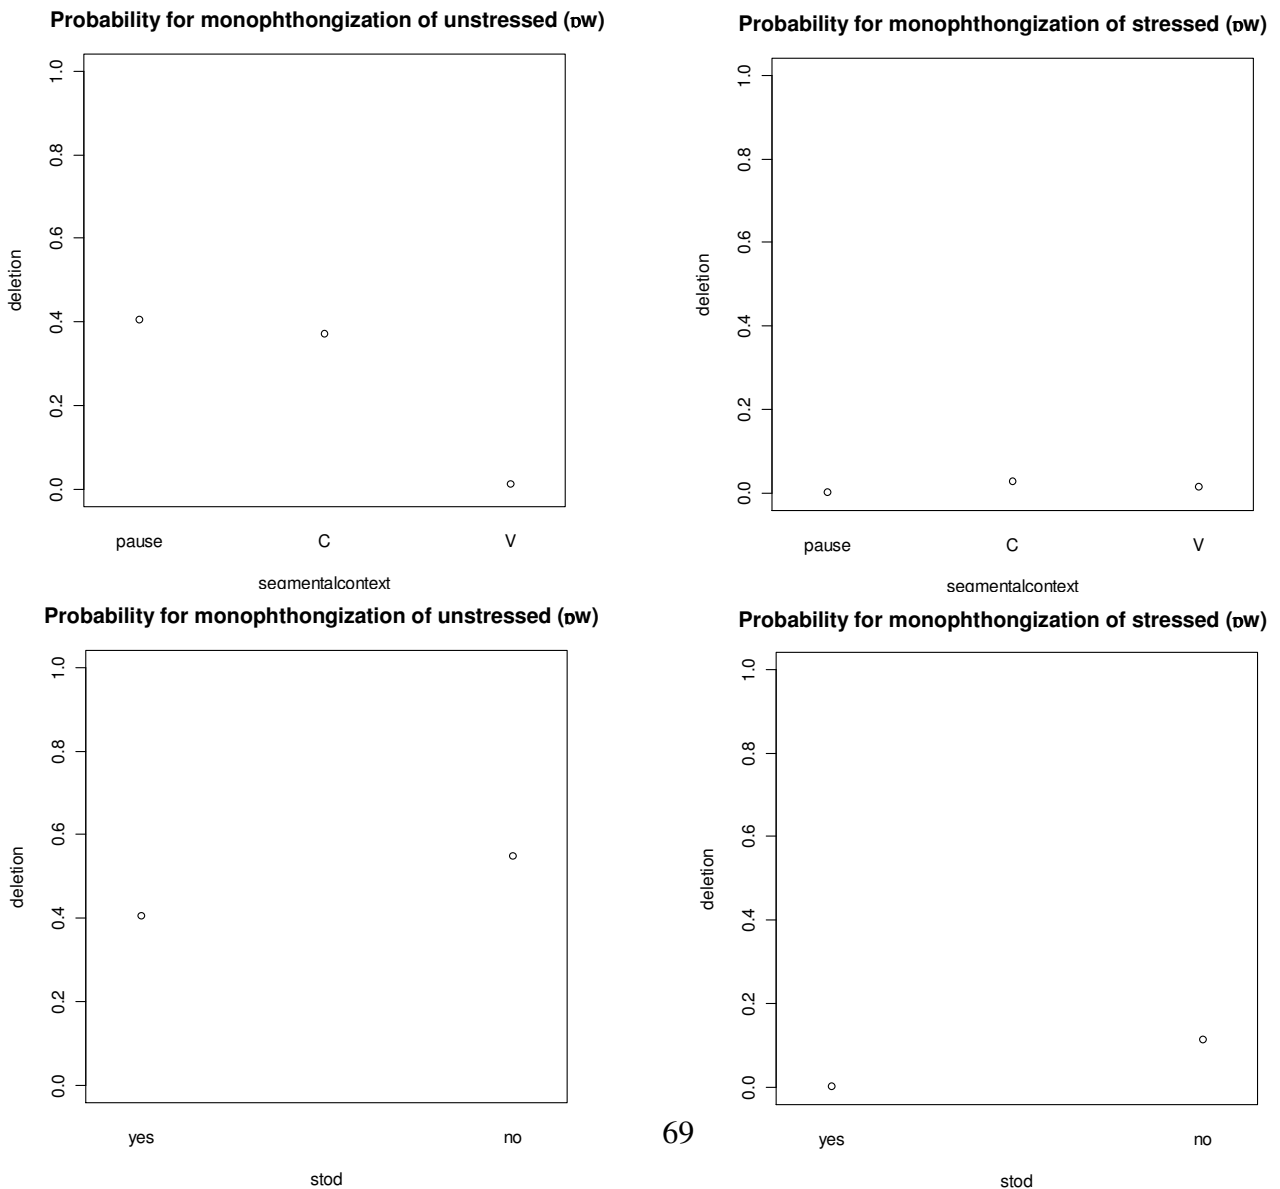 Probability for monophthongization of unstressed (ɒw)
deletion
1.0
0.8
0.6
0.4
0.2
0.0
pause C V
segmentalcontext
Probability for monophthongization of stressed (ɒw)
deletion
1.0
0.8
0.6
0.4
0.2
0.0
pause C V
segmentalcontext
Probability for monophthongization of unstressed (ɒw)
deletion
1.0
0.8
0.6
0.4
0.2
0.0
yes no
stod
Probability for monophthongization of stressed (ɒw)
deletion
1.0
0.8
0.6
0.4
0.2
0.0
yes no
stod
69